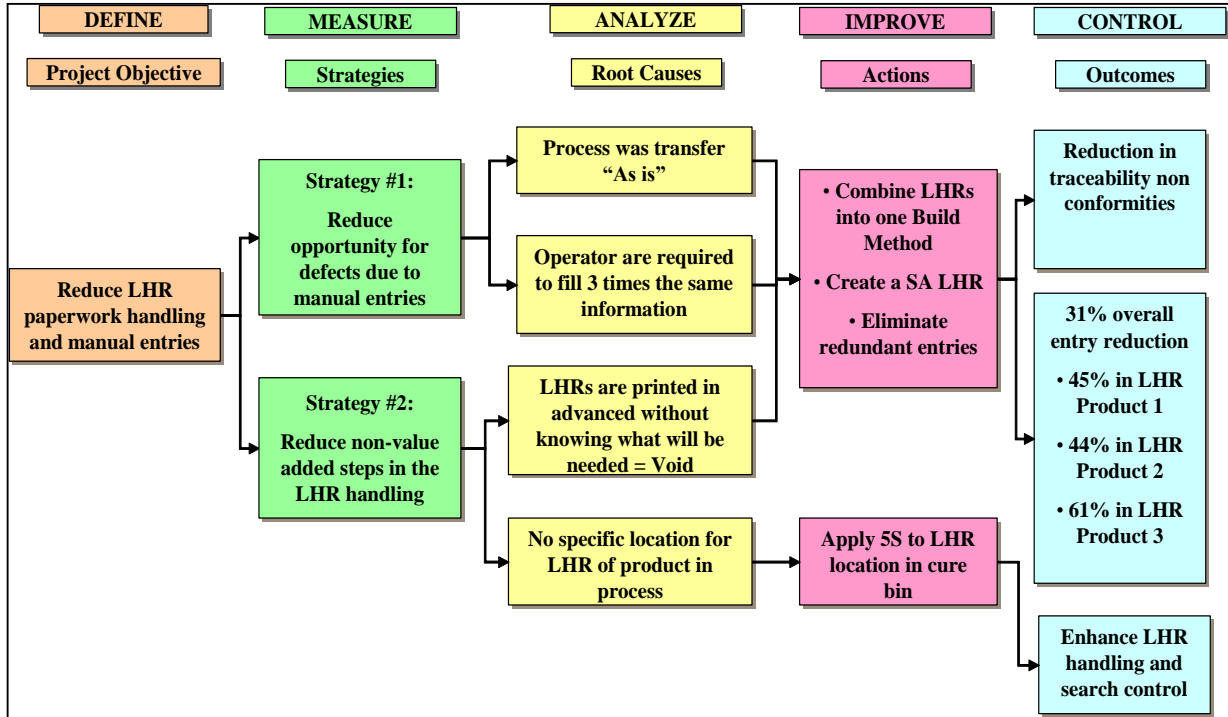 DEFINE
MEASURE
ANALYZE
IMPROVE
CONTROL
Project Objective
Strategies
Root Causes
Actions
Outcomes
Reduce LHR
paperwork handling
and manual entries
Strategy #1:
Reduce
opportunity for
defects due to
manual entries
Strategy #2:
Reduce non-value
added steps in the
LHR handling
Process was transfer
“As is”
Operator are required
to fill 3 times the same
information
LHRs are printed in
advanced without
knowing what will be
needed = Void
No specific location for
LHR of product in
process
• Combine LHRs
into one Build
Method
• Create a SA LHR
• Eliminate
redundant entries
Apply 5S to LHR
location in cure
bin
Reduction in
traceability non
conformities
31% overall
entry reduction
• 45% in LHR
Product 1
• 44% in LHR
Product 2
• 61% in LHR
Product 3
Enhance LHR
handling and
search control